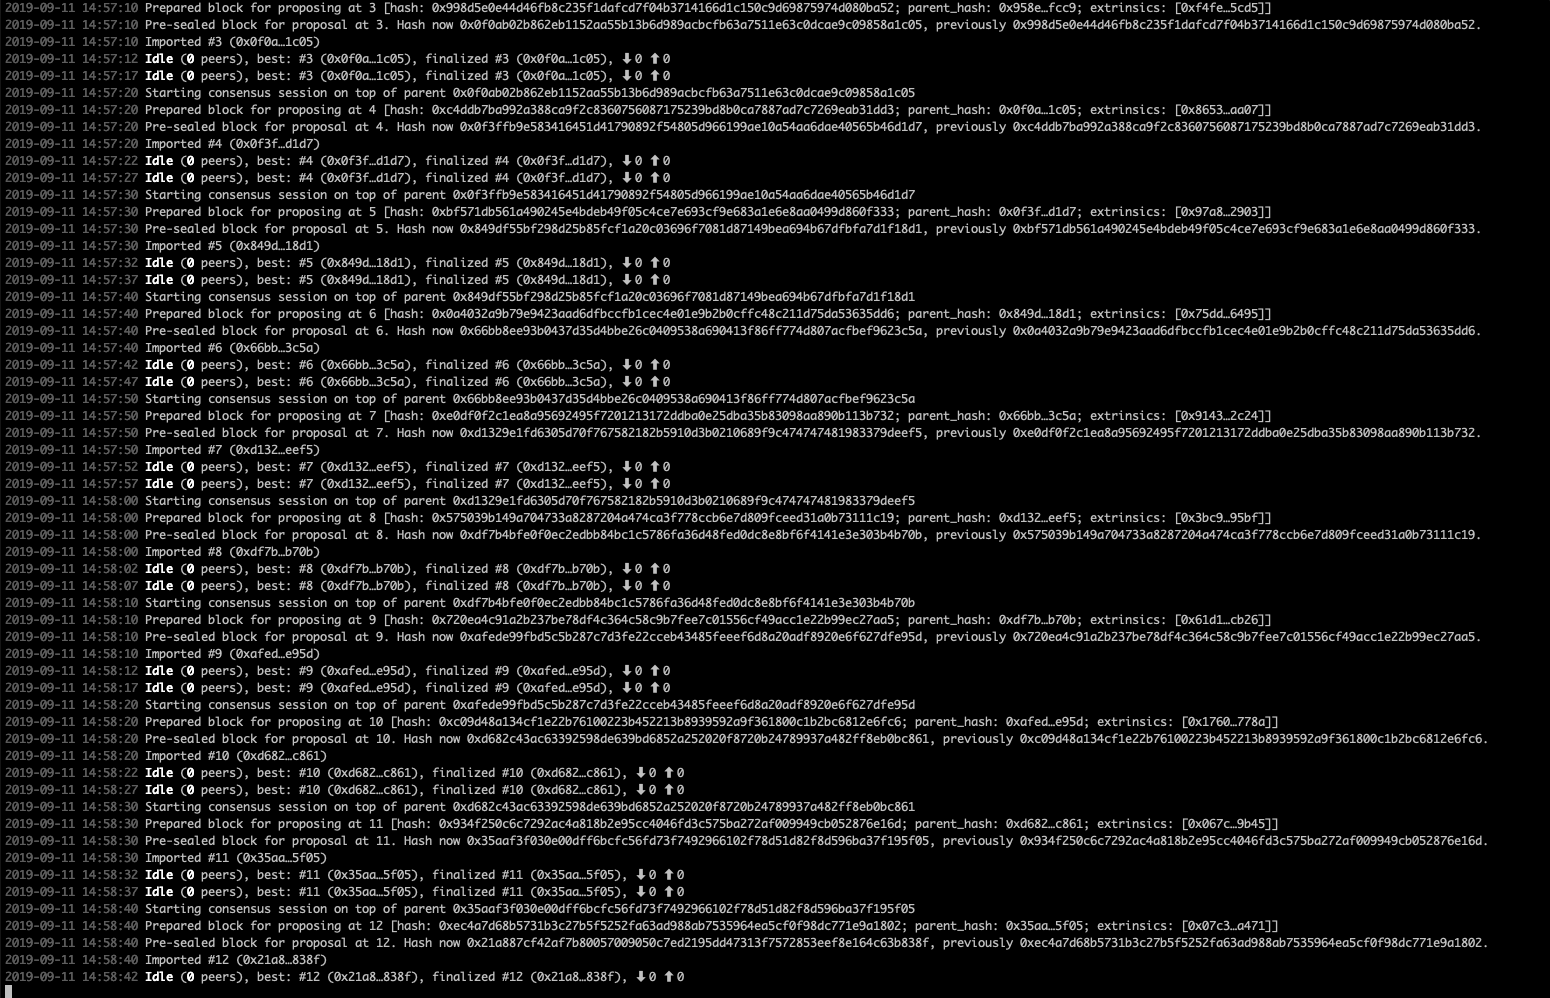 2019-09-11 14:57:10 Prepared block for proposing at 3 [hash: 0x998d5e0e44d46fb8c235f1dafcd7f04b3714166d1c150c9d69875974d080ba52; parent_hash: 0x958e…fcc9; extrinsics: [0xf4fe…5cd5]]
2019-09-11 14:57:10 Pre-sealed block for proposal at 3. Hash now 0x0f0ab02b862eb1152aa55b13b6d989acbcfb63a7511e63c0dcae9c09858a1c05, previously 0x998d5e0e44d46fb8c235f1dafcd7f04b3714166d1c150c9d69875974d080ba52.
2019-09-11 14:57:10 Imported #3 (0x0f0a…1c05)
2019-09-11 14:57:12 Idle (0 peers), best: #3 (0x0f0a…1c05), finalized #3 (0x0f0a…1c05), ⬇ 0 ⬆ 0
2019-09-11 14:57:17 Idle (0 peers), best: #3 (0x0f0a…1c05), finalized #3 (0x0f0a…1c05), ⬇ 0 ⬆ 0
2019-09-11 14:57:20 Starting consensus session on top of parent 0x0f0ab02b862eb1152aa55b13b6d989acbcfb63a7511e63c0dcae9c09858a1c05
2019-09-11 14:57:20 Prepared block for proposing at 4 [hash: 0xc4ddb7ba992a388ca9f2c8360756087175239bd8b0ca7887ad7c7269eab31dd3; parent_hash: 0x0f0a…1c05; extrinsics: [0x8653…aa07]]
2019-09-11 14:57:20 Pre-sealed block for proposal at 4. Hash now 0x0f3ffb9e583416451d41790892f54805d966199ae10a54aa6dae40565b46d1d7, previously 0xc4ddb7ba992a388ca9f2c8360756087175239bd8b0ca7887ad7c7269eab31dd3.
2019-09-11 14:57:20 Imported #4 (0x0f3f…d1d7)
2019-09-11 14:57:22 Idle (0 peers), best: #4 (0x0f3f…d1d7), finalized #4 (0x0f3f…d1d7), ⬇ 0 ⬆ 0
2019-09-11 14:57:27 Idle (0 peers), best: #4 (0x0f3f…d1d7), finalized #4 (0x0f3f…d1d7), ⬇ 0 ⬆ 0
2019-09-11 14:57:30 Starting consensus session on top of parent 0x0f3ffb9e583416451d41790892f54805d966199ae10a54aa6dae40565b46d1d7
2019-09-11 14:57:30 Prepared block for proposing at 5 [hash: 0xbf571db561a490245e4bdeb49f05c4ce7e693cf9e683a1e6e8aa0499d860f333; parent_hash: 0x0f3f…d1d7; extrinsics: [0x97a8…2903]]
2019-09-11 14:57:30 Pre-sealed block for proposal at 5. Hash now 0x849df55bf298d25b85fcf1a20c03696f7081d87149bea694b67dfbfa7d1f18d1, previously 0xbf571db561a490245e4bdeb49f05c4ce7e693cf9e683a1e6e8aa0499d860f333.
2019-09-11 14:57:30 Imported #5 (0x849d…18d1)
2019-09-11 14:57:32 Idle (0 peers), best: #5 (0x849d…18d1), finalized #5 (0x849d…18d1), ⬇ 0 ⬆ 0
2019-09-11 14:57:37 Idle (0 peers), best: #5 (0x849d…18d1), finalized #5 (0x849d…18d1), ⬇ 0 ⬆ 0
2019-09-11 14:57:40 Starting consensus session on top of parent 0x849df55bf298d25b85fcf1a20c03696f7081d87149bea694b67dfbfa7d1f18d1
2019-09-11 14:57:40 Prepared block for proposing at 6 [hash: 0x0a4032a9b79e9423aad6dfbccfb1cec4e01e9b2b0cffc48c211d75da53635dd6; parent_hash: 0x849d…18d1; extrinsics: [0x75dd…6495]]
2019-09-11 14:57:40 Pre-sealed block for proposal at 6. Hash now 0x66bb8ee93b0437d35d4bbe26c0409538a690413f86ff774d807acfbef9623c5a, previously 0x0a4032a9b79e9423aad6dfbccfb1cec4e01e9b2b0cffc48c211d75da53635dd6.
2019-09-11 14:57:40 Imported #6 (0x66bb…3c5a)
2019-09-11 14:57:42 Idle (0 peers), best: #6 (0x66bb…3c5a), finalized #6 (0x66bb…3c5a), ⬇ 0 ⬆ 0
2019-09-11 14:57:47 Idle (0 peers), best: #6 (0x66bb…3c5a), finalized #6 (0x66bb…3c5a), ⬇ 0 ⬆ 0
2019-09-11 14:57:50 Starting consensus session on top of parent 0x66bb8ee93b0437d35d4bbe26c0409538a690413f86ff774d807acfbef9623c5a
2019-09-11 14:57:50 Prepared block for proposing at 7 [hash: 0xe0df0f2c1ea8a95692495f7201213172ddba0e25dba35b83098aa890b113b732; parent_hash: 0x66bb…3c5a; extrinsics: [0x9143…2c24]]
2019-09-11 14:57:50 Pre-sealed block for proposal at 7. Hash now 0xd1329e1fd6305d70f767582182b5910d3b0210689f9c474747481983379deef5, previously 0xe0df0f2c1ea8a95692495f7201213172ddba0e25dba35b83098aa890b113b732.
2019-09-11 14:57:50 Imported #7 (0xd132…eef5)
2019-09-11 14:57:52 Idle (0 peers), best: #7 (0xd132…eef5), finalized #7 (0xd132…eef5), ⬇ 0 ⬆ 0
2019-09-11 14:57:57 Idle (0 peers), best: #7 (0xd132…eef5), finalized #7 (0xd132…eef5), ⬇ 0 ⬆ 0
2019-09-11 14:58:00 Starting consensus session on top of parent 0xd1329e1fd6305d70f767582182b5910d3b0210689f9c474747481983379deef5
2019-09-11 14:58:00 Prepared block for proposing at 8 [hash: 0x575039b149a704733a8287204a474ca3f778ccb6e7d809fceed31a0b73111c19; parent_hash: 0xd132…eef5; extrinsics: [0x3bc9…95bf]]
2019-09-11 14:58:00 Pre-sealed block for proposal at 8. Hash now 0xdf7b4bfe0f0ec2edbb84bc1c5786fa36d48fed0dc8e8bf6f4141e3e303b4b70b, previously 0x575039b149a704733a8287204a474ca3f778ccb6e7d809fceed31a0b73111c19.
2019-09-11 14:58:00 Imported #8 (0xdf7b…b70b)
2019-09-11 14:58:02 Idle (0 peers), best: #8 (0xdf7b…b70b), finalized #8 (0xdf7b…b70b), ⬇ 0 ⬆ 0
2019-09-11 14:58:07 Idle (0 peers), best: #8 (0xdf7b…b70b), finalized #8 (0xdf7b…b70b), ⬇ 0 ⬆ 0
2019-09-11 14:58:10 Starting consensus session on top of parent 0xdf7b4bfe0f0ec2edbb84bc1c5786fa36d48fed0dc8e8bf6f4141e3e303b4b70b
2019-09-11 14:58:10 Prepared block for proposing at 9 [hash: 0x720ea4c91a2b237be78df4c364c58c9b7fee7c01556cf49acc1e22b99ec27aa5; parent_hash: 0xdf7b…b70b; extrinsics: [0x61d1…cb26]]
2019-09-11 14:58:10 Pre-sealed block for proposal at 9. Hash now 0xafede99fbd5c5b287c7d3fe22cceb43485feeef6d8a20adf8920e6f627dfe95d, previously 0x720ea4c91a2b237be78df4c364c58c9b7fee7c01556cf49acc1e22b99ec27aa5.
2019-09-11 14:58:10 Imported #9 (0xafed…e95d)
2019-09-11 14:58:12 Idle (0 peers), best: #9 (0xafed…e95d), finalized #9 (0xafed…e95d), ⬇ 0 ⬆ 0
2019-09-11 14:58:17 Idle (0 peers), best: #9 (0xafed…e95d), finalized #9 (0xafed…e95d), ⬇ 0 ⬆ 0
2019-09-11 14:58:20 Starting consensus session on top of parent 0xafede99fbd5c5b287c7d3fe22cceb43485feeef6d8a20adf8920e6f627dfe95d
2019-09-11 14:58:20 Prepared block for proposing at 10 [hash: 0xc09d48a134cf1e22b76100223b452213b8939592a9f361800c1b2bc6812e6fc6; parent_hash: 0xafed…e95d; extrinsics: [0x1760…778a]]
2019-09-11 14:58:20 Pre-sealed block for proposal at 10. Hash now 0xd682c43ac63392598de639bd6852a252020f8720b24789937a482ff8eb0bc861, previously 0xc09d48a134cf1e22b76100223b452213b8939592a9f361800c1b2bc6812e6fc6.
2019-09-11 14:58:20 Imported #10 (0xd682…c861)
2019-09-11 14:58:22 Idle (0 peers), best: #10 (0xd682…c861), finalized #10 (0xd682…c861), ⬇ 0 ⬆ 0
2019-09-11 14:58:27 Idle (0 peers), best: #10 (0xd682…c861), finalized #10 (0xd682…c861), ⬇ 0 ⬆ 0
2019-09-11 14:58:30 Starting consensus session on top of parent 0xd682c43ac63392598de639bd6852a252020f8720b24789937a482ff8eb0bc861
2019-09-11 14:58:30 Prepared block for proposing at 11 [hash: 0x934f250c6c7292ac4a818b2e95cc4046fd3c575ba272af009949cb052876e16d; parent_hash: 0xd682…c861; extrinsics: [0x067c…9b45]]
2019-09-11 14:58:30 Pre-sealed block for proposal at 11. Hash now 0x35aaf3f030e00dff6bcfc56fd73f7492966102f78d51d82f8d596ba37f195f05, previously 0x934f250c6c7292ac4a818b2e95cc4046fd3c575ba272af009949cb052876e16d.
2019-09-11 14:58:30 Imported #11 (0x35aa…5f05)
2019-09-11 14:58:32 Idle (0 peers), best: #11 (0x35aa…5f05), finalized #11 (0x35aa…5f05), ⬇ 0 ⬆ 0
2019-09-11 14:58:37 Idle (0 peers), best: #11 (0x35aa…5f05), finalized #11 (0x35aa…5f05), ⬇ 0 ⬆ 0
2019-09-11 14:58:40 Starting consensus session on top of parent 0x35aaf3f030e00dff6bcfc56fd73f7492966102f78d51d82f8d596ba37f195f05
2019-09-11 14:58:40 Prepared block for proposing at 12 [hash: 0xec4a7d68b5731b3c27b5f5252fa63ad988ab7535964ea5cf0f98dc771e9a1802; parent_hash: 0x35aa…5f05; extrinsics: [0x07c3…a471]]
2019-09-11 14:58:40 Pre-sealed block for proposal at 12. Hash now 0x21a887cf42af7b80057009050c7ed2195dd47313f7572853eef8e164c63b838f, previously 0xec4a7d68b5731b3c27b5f5252fa63ad988ab7535964ea5cf0f98dc771e9a1802.
2019-09-11 14:58:40 Imported #12 (0x21a8…838f)
2019-09-11 14:58:42 Idle (0 peers), best: #12 (0x21a8…838f), finalized #12 (0x21a8…838f), ⬇ 0 ⬆ 0